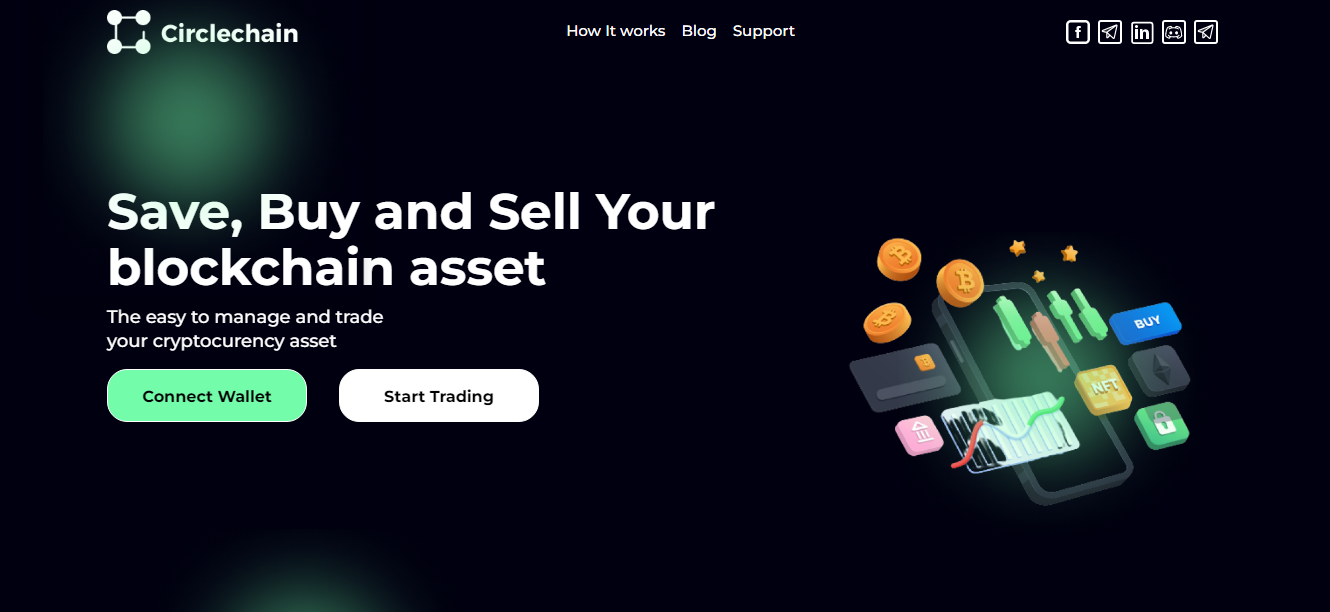 Circlechain
How It works
Blog
Support
Save, Buy and Sell Your
blockchain asset
The easy to manage and trade
your cryptocurency asset
Connect Wallet
Start Trading
BUY
NFT